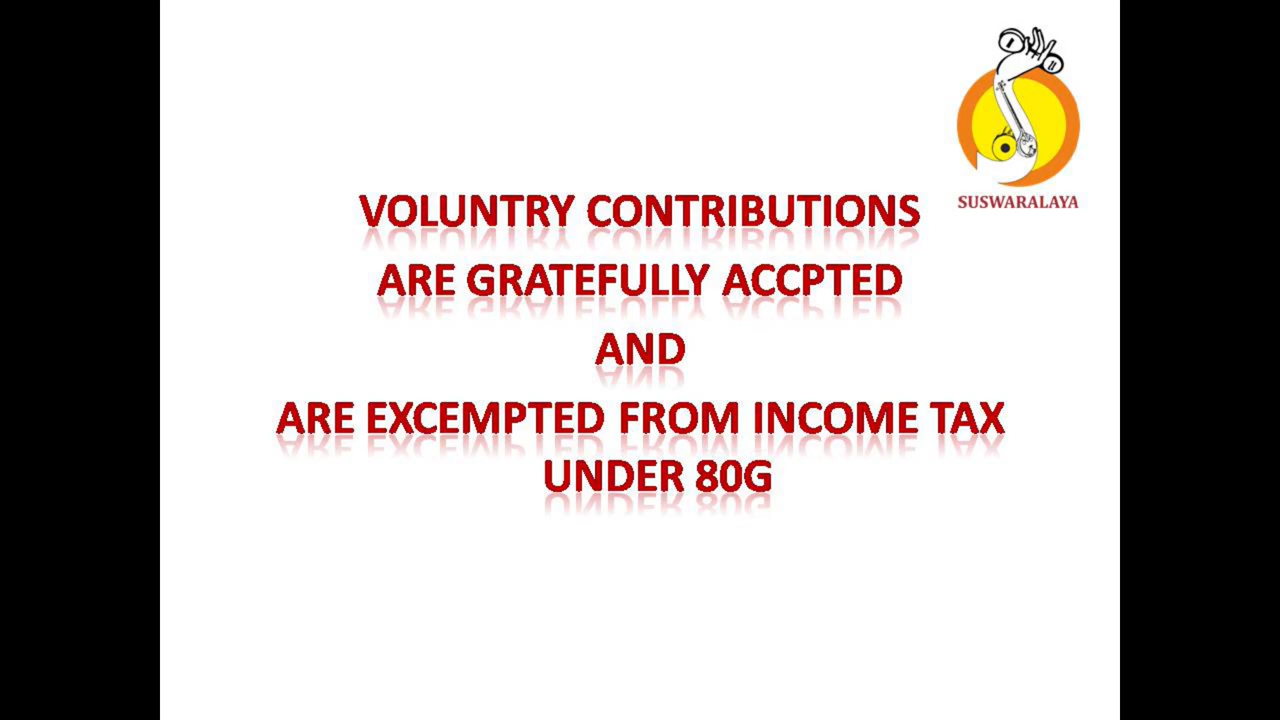 SUSWARALAYA
VOLUNTRY CONTRIBUTIONS
ARE GRATEFULLY ACCPTED
AND
ARE EXCEMPTED FROM INCOME TAX
UNDER 80G